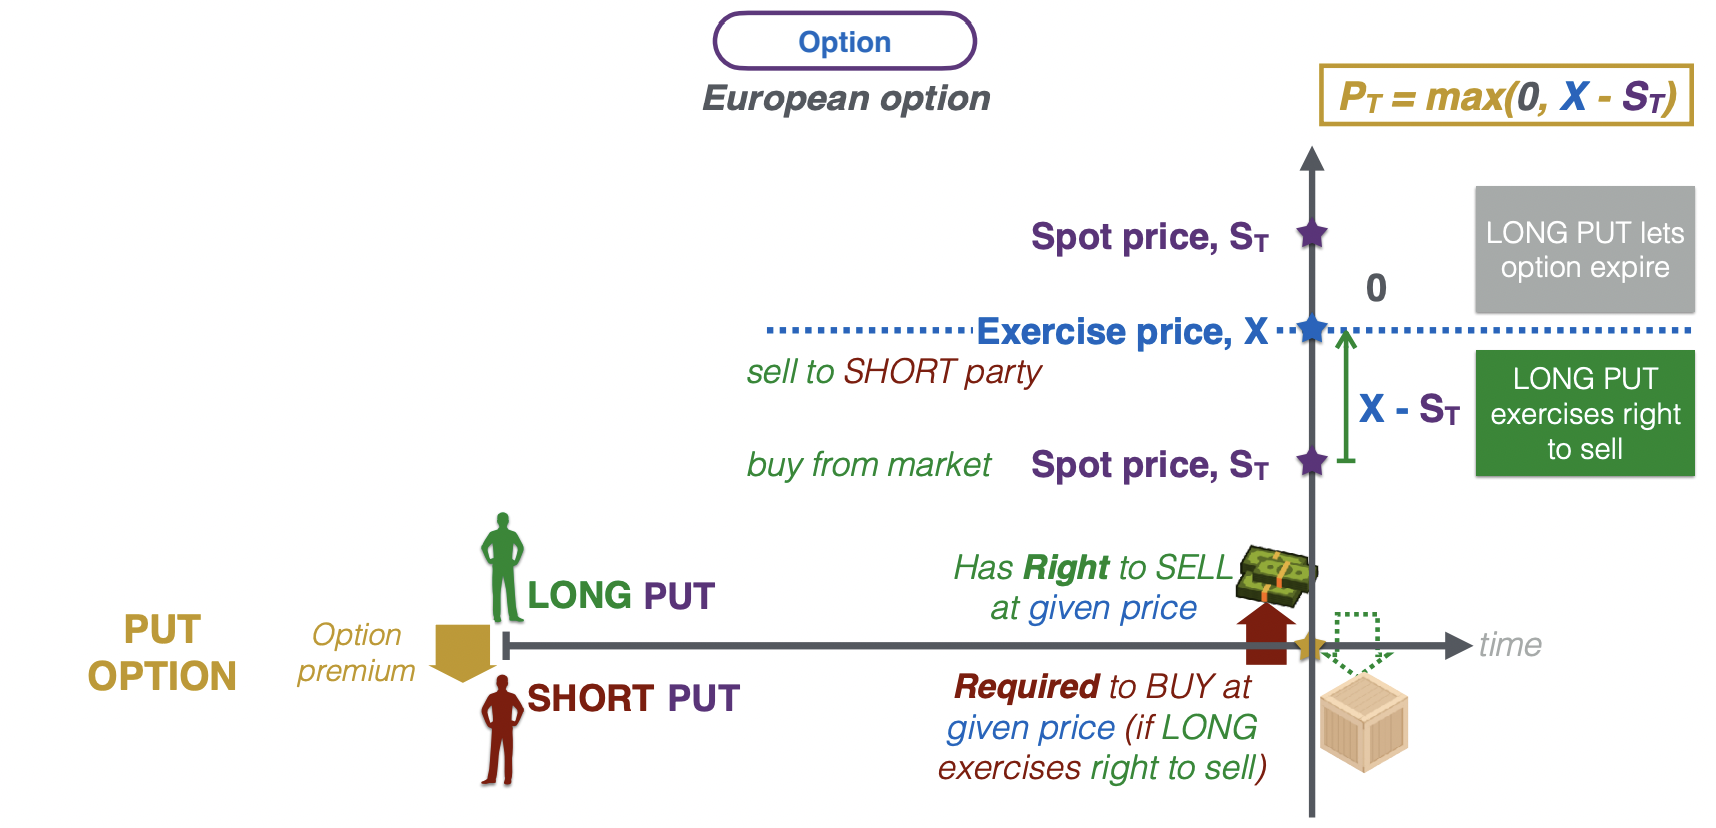 Option
European option
P_T = max(0, X - S_T)
Spot price, S_T
LONG PUT lets
option expire
0
Exercise price, X
sell to SHORT party
LONG PUT
exercises right
to sell
X - S_T
buy from market
Spot price, S_T
LONG PUT
Has Right to SELL
at given price
PUT
OPTION
Option
premium
time
SHORT PUT
Required to BUY at
given price (if LONG
exercises right to sell)